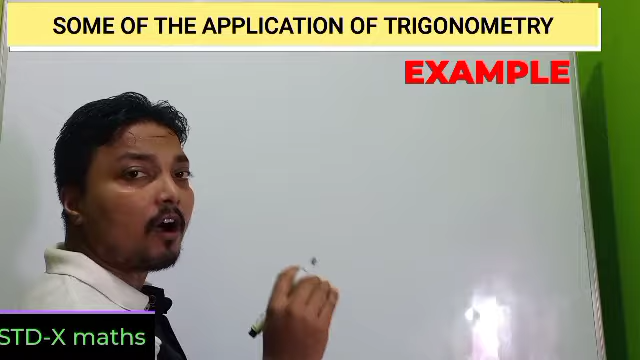 SOME OF THE APPLICATION OF TRIGONOMETRY
EXAMPLE
STD-X maths